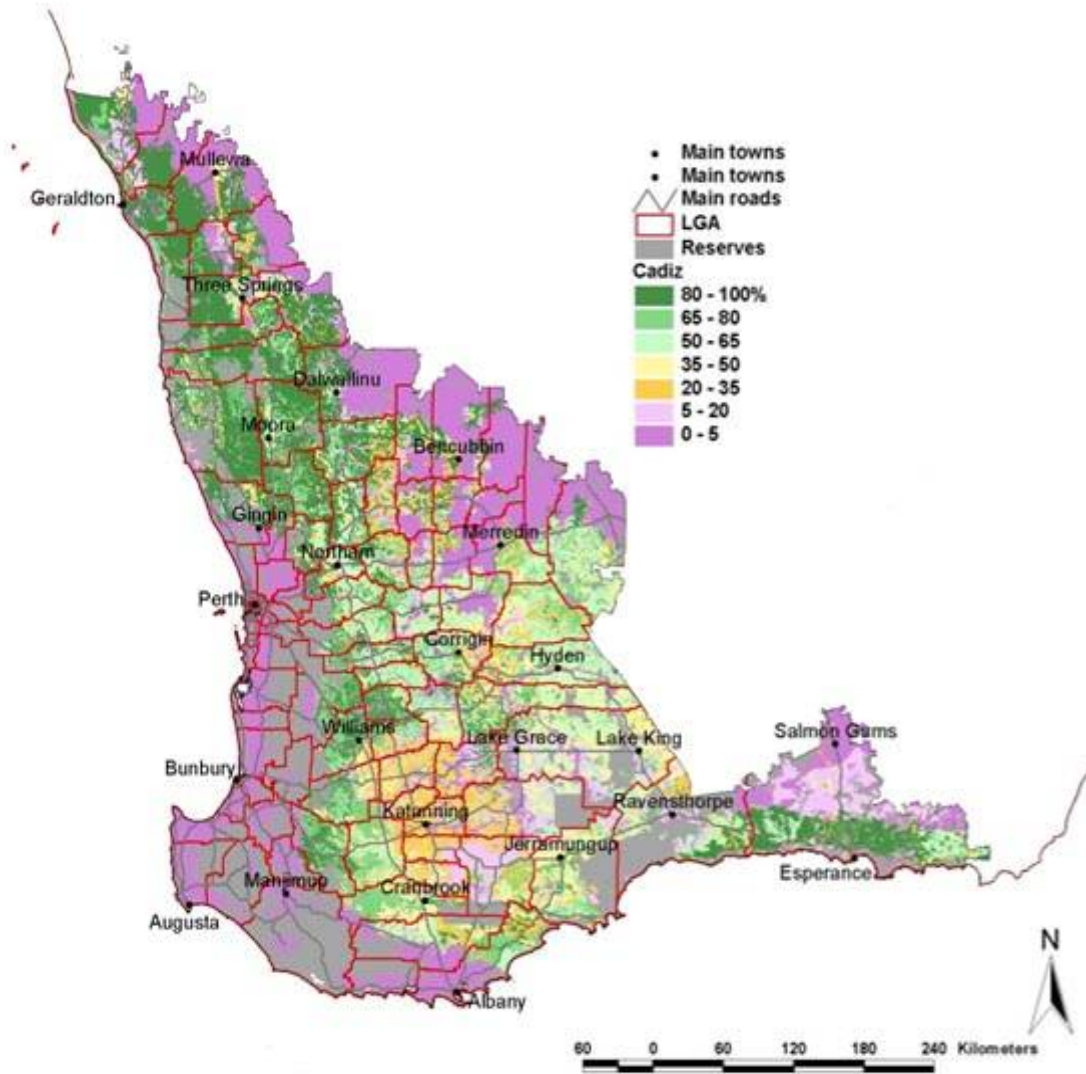 Main towns
Main towns
Main roads
LGA
Reserves
Cadiz
80 - 100%
65 - 80
50 - 65
35 - 50
20 - 35
5 - 20
0 - 5
Mullewa
Geraldton
Three Springs
Dalwallinu
Moora
Bencubbin
Gingin
Merredin
Northam
Perth
Corrigin
Hyden
Williams
Lake Grace
Lake King
Salmon Gums
Bunbury
Ravensthorpe
Katanning
Jerramungup
Esperance
Manjimup
Cranbrook
Augusta
Albany
N
60 0 60 120 180 240 Kilometers